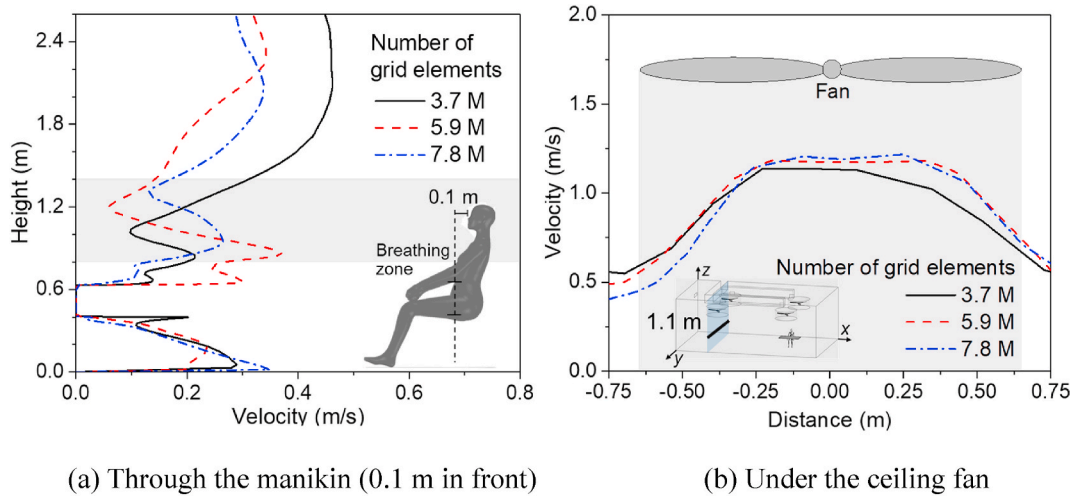 2.4
1.8
1.2
0.6
0.0
Height (m)
Number of
grid elements
3.7 M
5.9 M
7.8 M
0.1 m
Breathing
zone
0.0
0.2
0.4
0.6
0.8
Velocity (m/s)
(a) Through the manikin (0.1 m in front)
2.0
1.5
1.0
0.5
0.0
Velocity (m/s)
Fan
Number of grid elements
3.7 M
5.9 M
7.8 M
z
1.1 m
x
y
-0.75
-0.50
-0.25
0.00
0.25
0.50
0.75
Distance (m)
(b) Under the ceiling fan